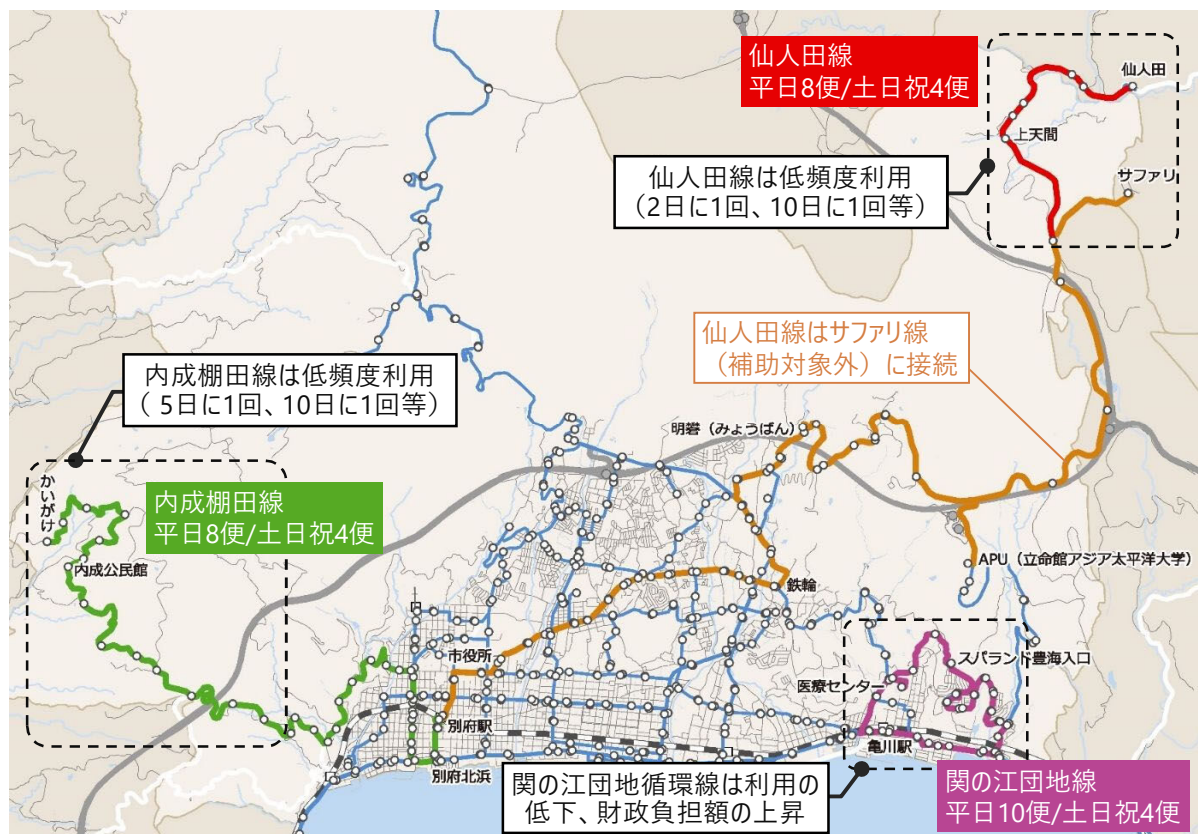 仙人田線
平日8便/土日祝4便
仙人田
上天間
サファリ
仙人田線は低頻度利用
（2日に1回、10日に1回等）
仙人田線はサファリ線
（補助対象外）に接続
内成棚田線は低頻度利用
（ 5日に1回、10日に1回等）
明礬（みょうばん）
かいがけ
内成棚田線
平日8便/土日祝4便
内成公民館
APU（立命館アジア太平洋大学）
鉄輪
市役所
スパランド豊海入口
医療センター
別府駅
亀川駅
別府北浜
関の江団地循環線は利用の
低下、財政負担額の上昇
関の江団地線
平日10便/土日祝4便